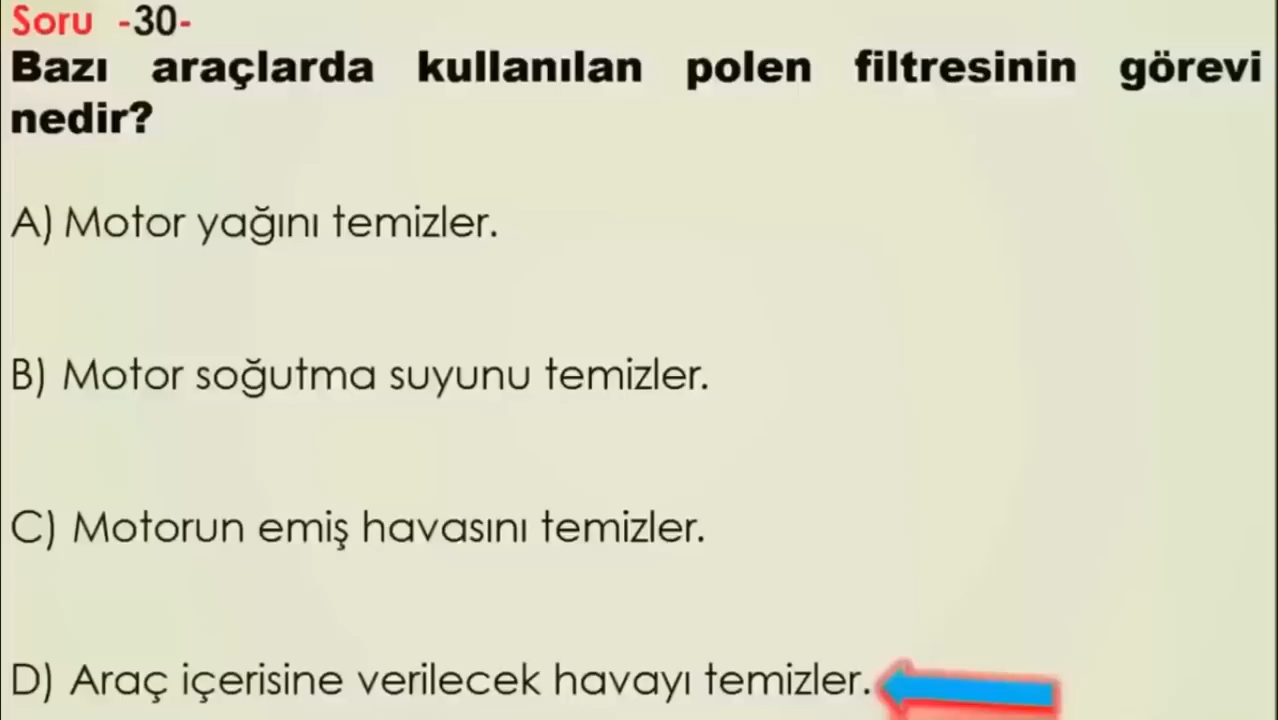 Soru -30-
Bazı araçlarda kullanılan polen filtresinin görevi
nedir?
A) Motor yağını temizler.
B) Motor soğutma suyunu temizler.
C) Motorun emiş havasını temizler.
D) Araç içerisine verilecek havayı temizler.